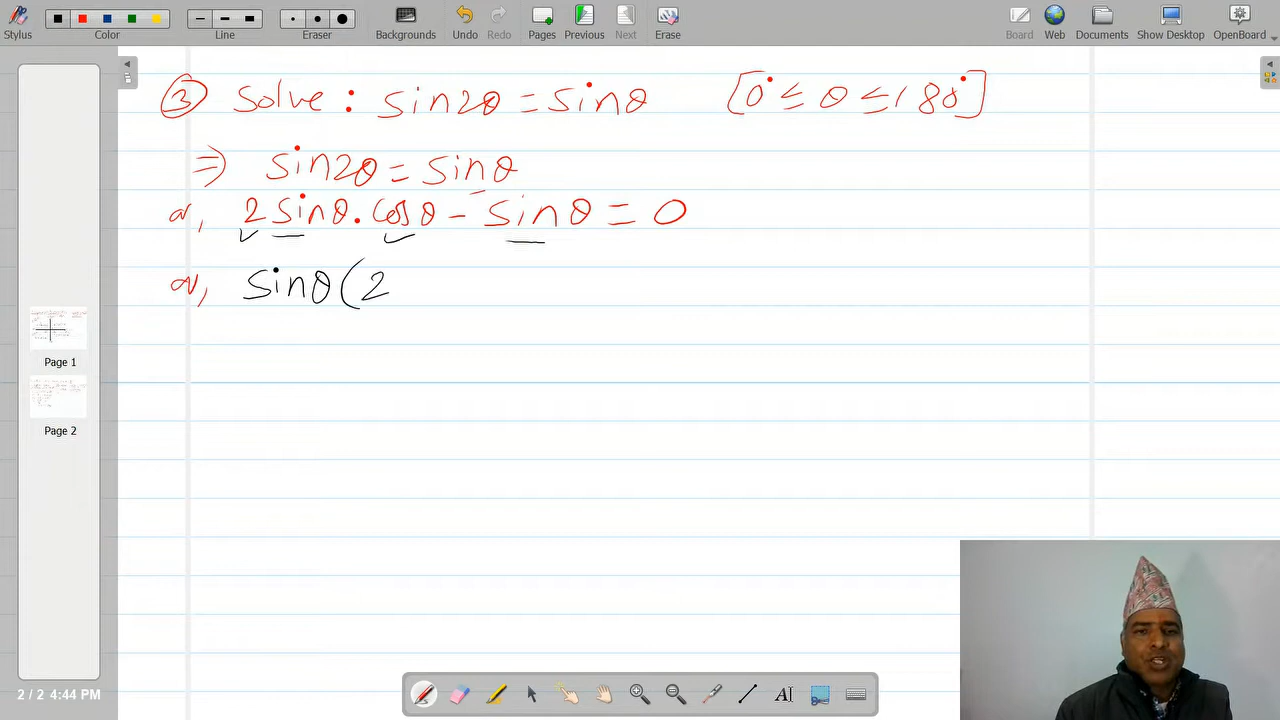 Stylus Color Line Eraser Backgrounds Undo Redo Pages Previous Next Erase Board Web Documents Show Desktop OpenBoard
③ Solve : sin2θ = sinθ [0° ≤ θ ≤ 180°]
⇒ sin2θ = sinθ
or, 2 sinθ. cosθ - sinθ = 0
or, sinθ(2
Page 1
Page 2
2 / 2 4:44 PM